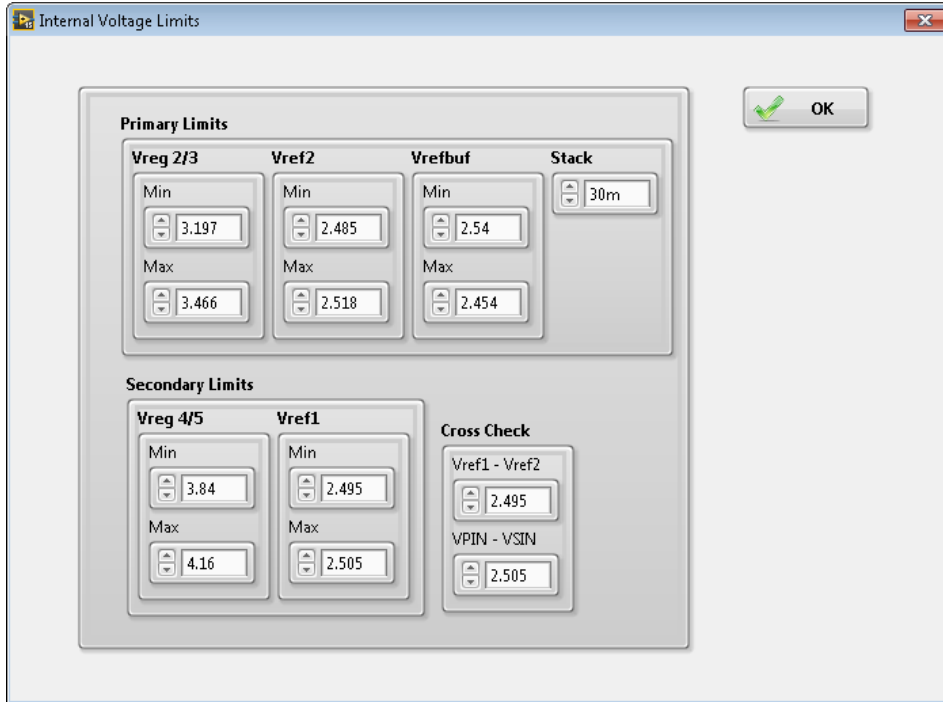 Internal Voltage Limits
OK
Primary Limits
Vreg 2/3 Vref2 Vrefbuf Stack
Min Min Min 30m
3.197 2.485 2.54
Max Max Max
3.466 2.518 2.454
Secondary Limits
Vreg 4/5 Vref1
Min Min
3.84 2.495
Max Max
4.16 2.505
Cross Check
Vref1 - Vref2
2.495
VPIN - VSIN
2.505